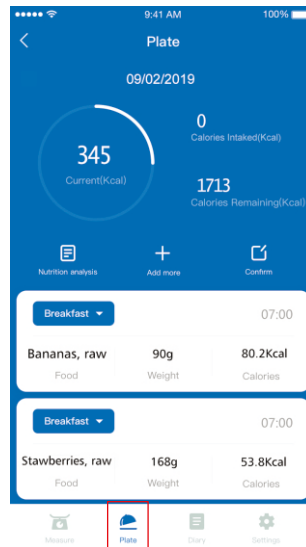 9:41 AM 100%
Plate
09/02/2019
0
Calories Intaked(Kcal)
345
Current(Kcal)
1713
Calories Remaining(Kcal)
Nutrition analysis Add more Confirm
Breakfast 07:00
Bananas, raw 90g 80.2Kcal
Food Weight Calories
Breakfast 07:00
Stawberries, raw 168g 53.8Kcal
Food Weight Calories
Measure Plate Diary Settings